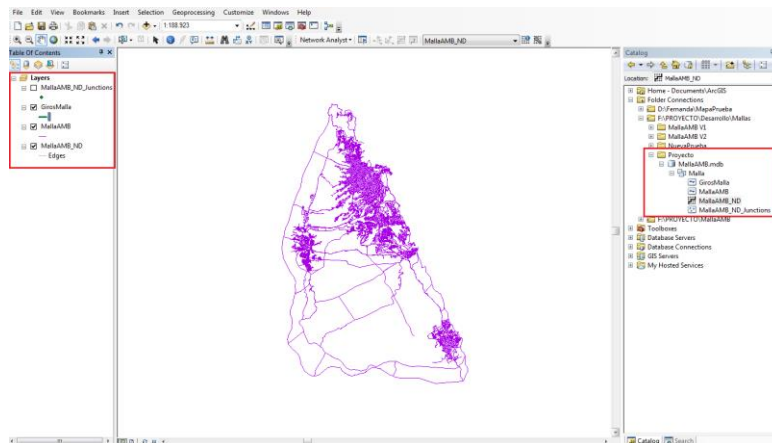 File Edit View Bookmarks Insert Selection Geoprocessing Customize Windows Help
1:188.923
Network Analyst
MallaAMB_ND
Table Of Contents
Layers
MallaAMB_ND_Junctions
GirosMalla
MallaAMB
MallaAMB_ND
Edges
Catalog
Location: MallaAMB_ND
Home - Documents\ArcGIS
Folder Connections
D:\Fernanda\MapaPrueba
F:\PROYECTO\Desarrollo\Mallas
MallaAMB V1
MallaAMB V2
NuevaPrueba
Proyecto
MallaAMB.mdb
Malla
GirosMalla
MallaAMB
MallaAMB_ND
MallaAMB_ND_Junctions
F:\PROYECTO\MallaAMB
Toolboxes
Database Servers
Database Connections
GIS Servers
My Hosted Services
Catalog Search